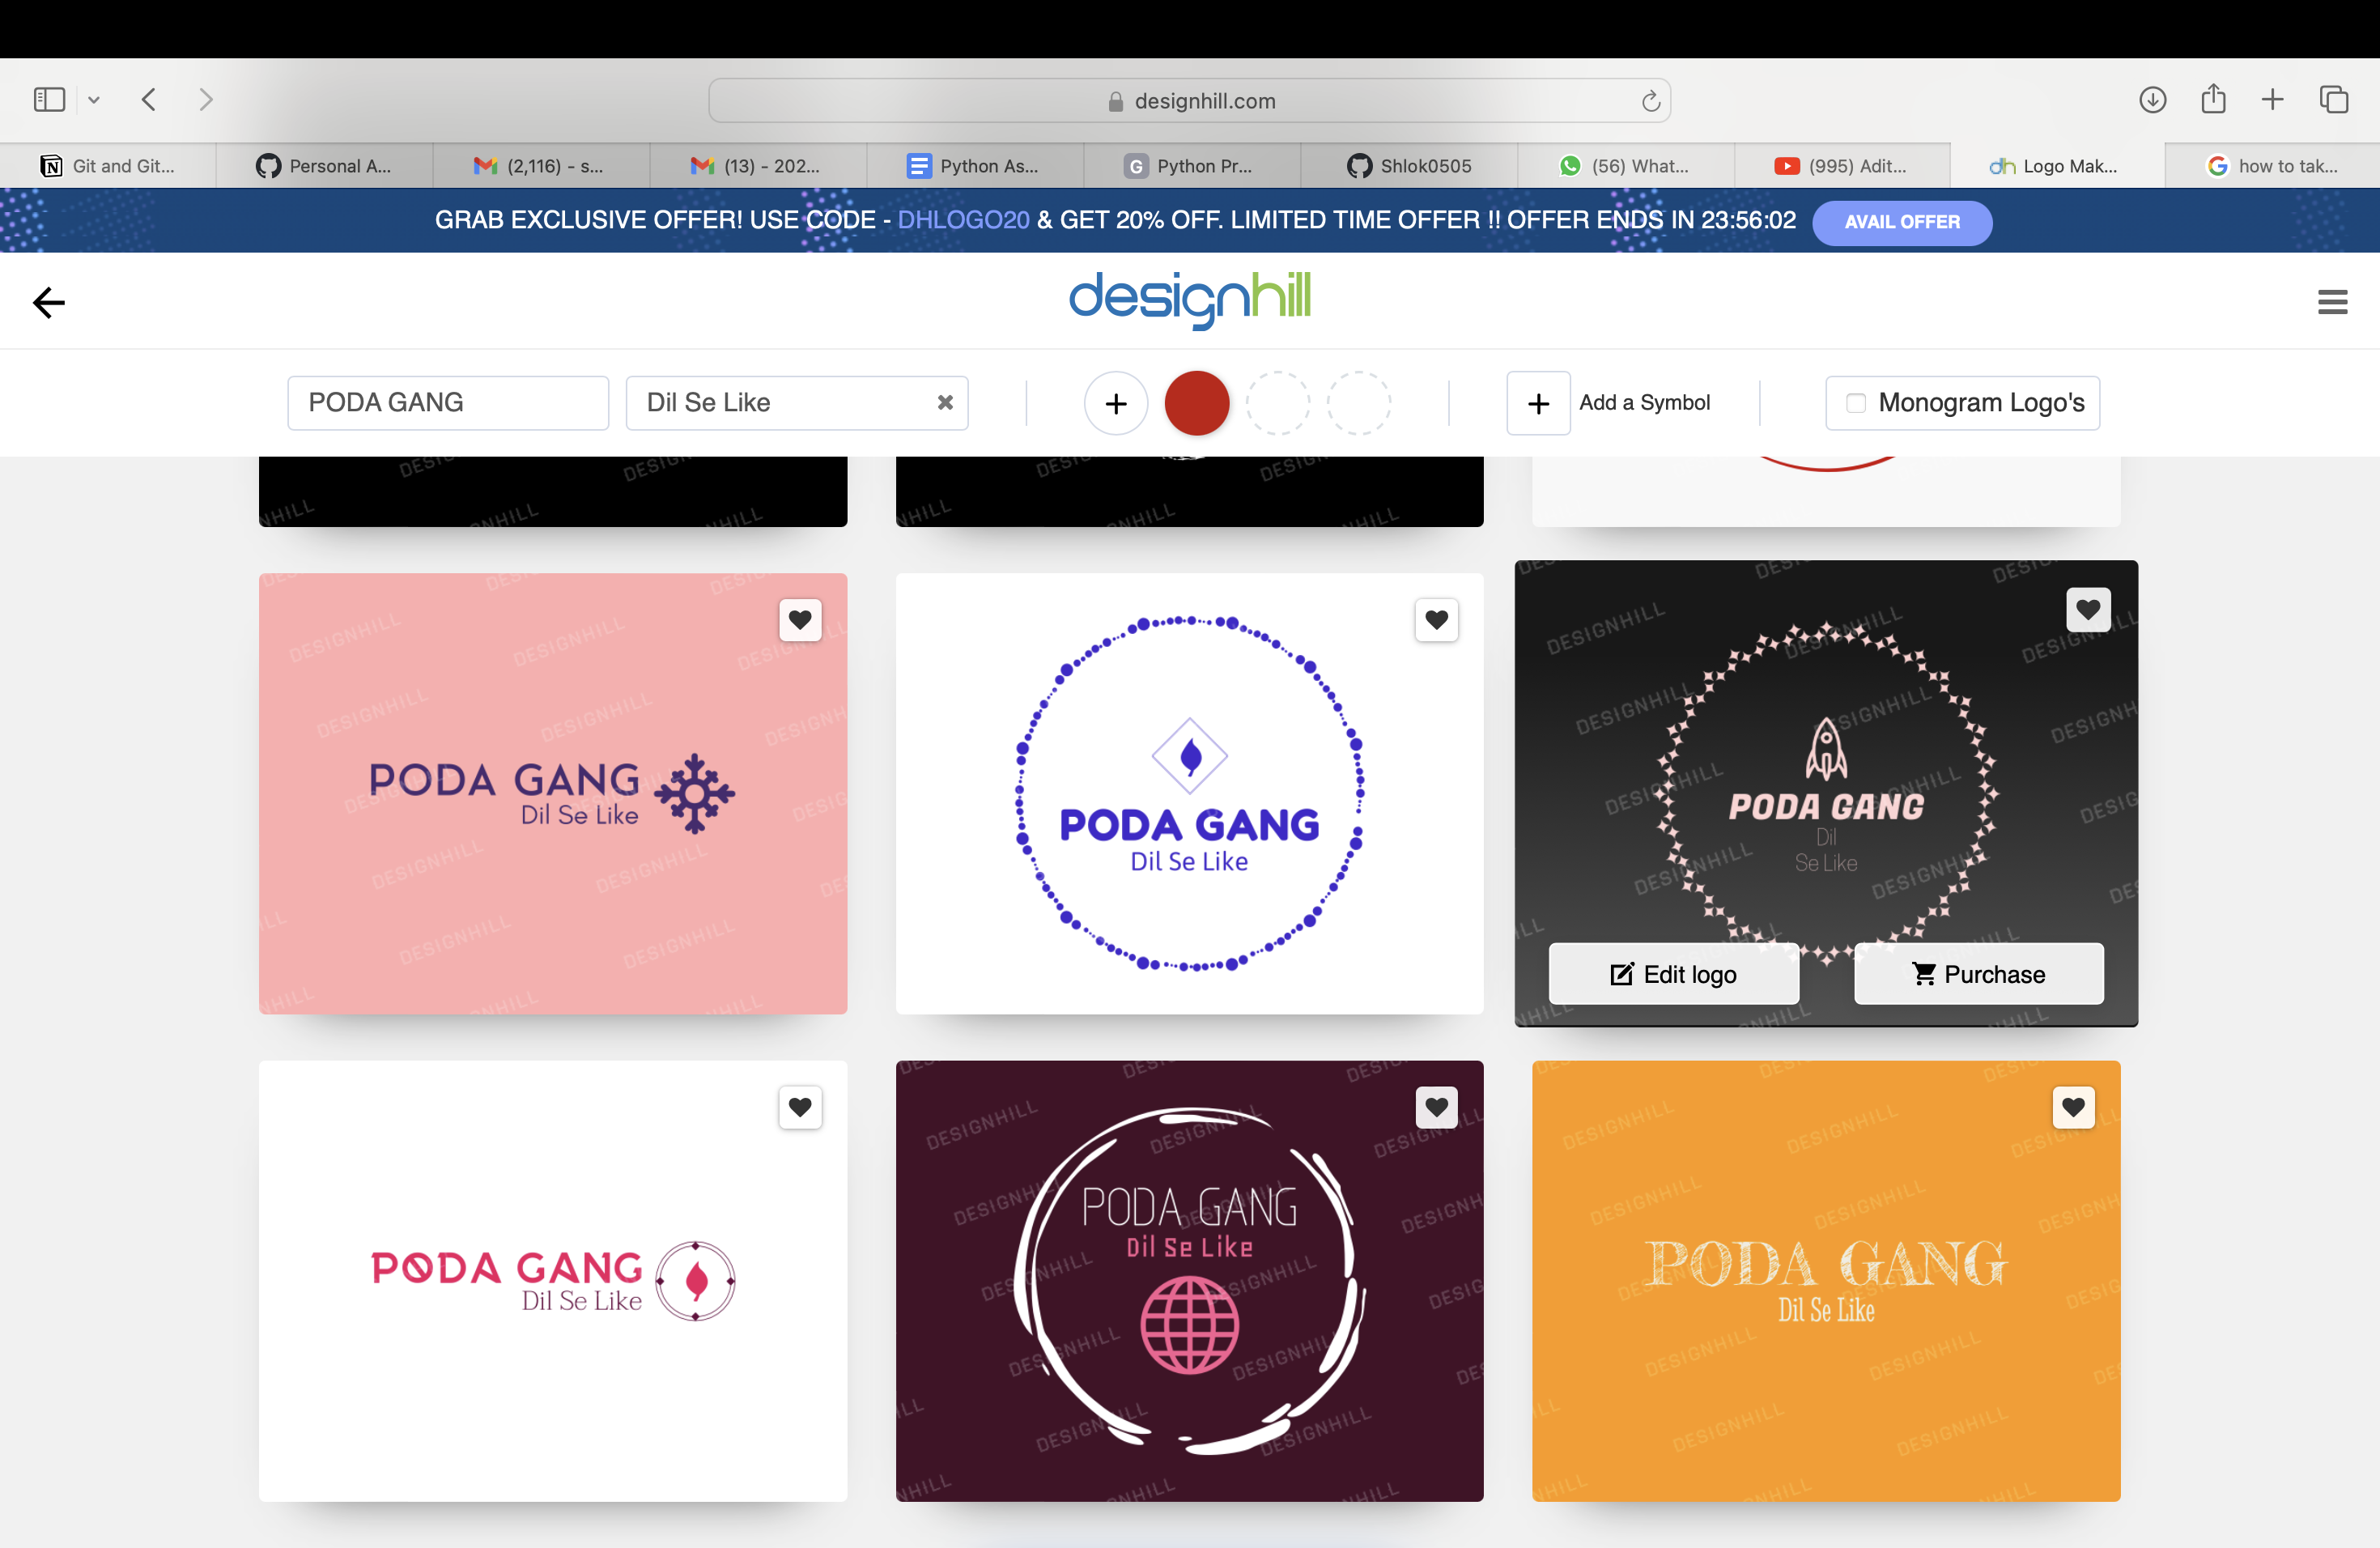 designhill.com
Git and Git...
Personal A...
(2,116) - s...
(13) - 202...
Python As...
G Python Pr...
Shlok0505
(56) What...
(995) Adit...
dh Logo Mak...
how to tak...
GRAB EXCLUSIVE OFFER! USE CODE - DHLOGO20 & GET 20% OFF. LIMITED TIME OFFER !! OFFER ENDS IN 23:56:02
AVAIL OFFER
designhill
PODA GANG
Dil Se Like
Add a Symbol
Monogram Logo's
PODA GANG
Dil Se Like
PODA GANG
Dil Se Like
PODA GANG
Dil
Se Like
Edit logo
Purchase
PODA GANG
Dil Se Like
PODA GANG
Dil Se Like
PODA GANG
Dil Se Like
DESIGNHILL